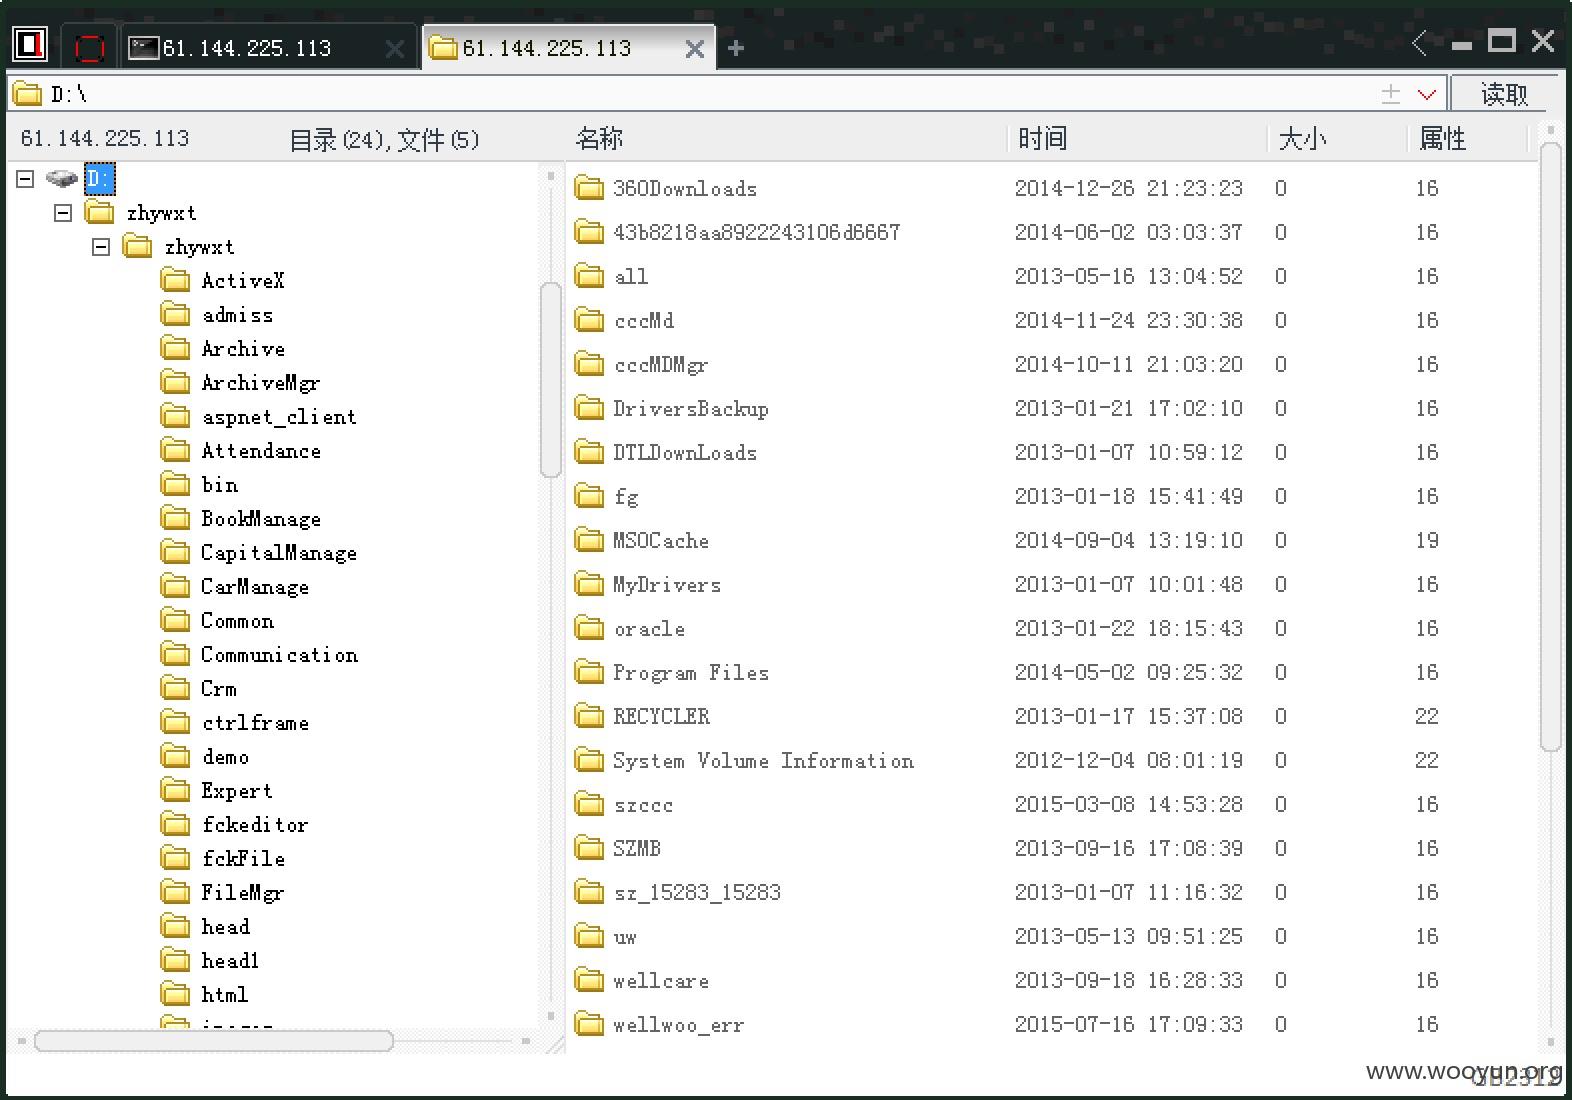 61.144.225.113 61.144.225.113
D:\ 读取
61.144.225.113 目录(24),文件(5) 名称 时间 大小 属性
D:
zhywxt
zhywxt
ActiveX
admiss
Archive
ArchiveMgr
aspnet_client
Attendance
bin
BookManage
CapitalManage
CarManage
Common
Communication
Crm
ctrlframe
demo
Expert
fckeditor
fckFile
FileMgr
head
head1
html
360Downloads 2014-12-26 21:23:23 0 16
43b8218aa8922243106d6667 2014-06-02 03:03:37 0 16
all 2013-05-16 13:04:52 0 16
cccMd 2014-11-24 23:30:38 0 16
cccMDMgr 2014-10-11 21:03:20 0 16
DriversBackup 2013-01-21 17:02:10 0 16
DTLDownLoads 2013-01-07 10:59:12 0 16
fg 2013-01-18 15:41:49 0 16
MSOCache 2014-09-04 13:19:10 0 19
MyDrivers 2013-01-07 10:01:48 0 16
oracle 2013-01-22 18:15:43 0 16
Program Files 2014-05-02 09:25:32 0 16
RECYCLER 2013-01-17 15:37:08 0 22
System Volume Information 2012-12-04 08:01:19 0 22
szccc 2015-03-08 14:53:28 0 16
SZMB 2013-09-16 17:08:39 0 16
sz_15283_15283 2013-01-07 11:16:32 0 16
uw 2013-05-13 09:51:25 0 16
wellcare 2013-09-18 16:28:33 0 16
wellwoo_err 2015-07-16 17:09:33 0 16
www.wooyun.org
GB2312